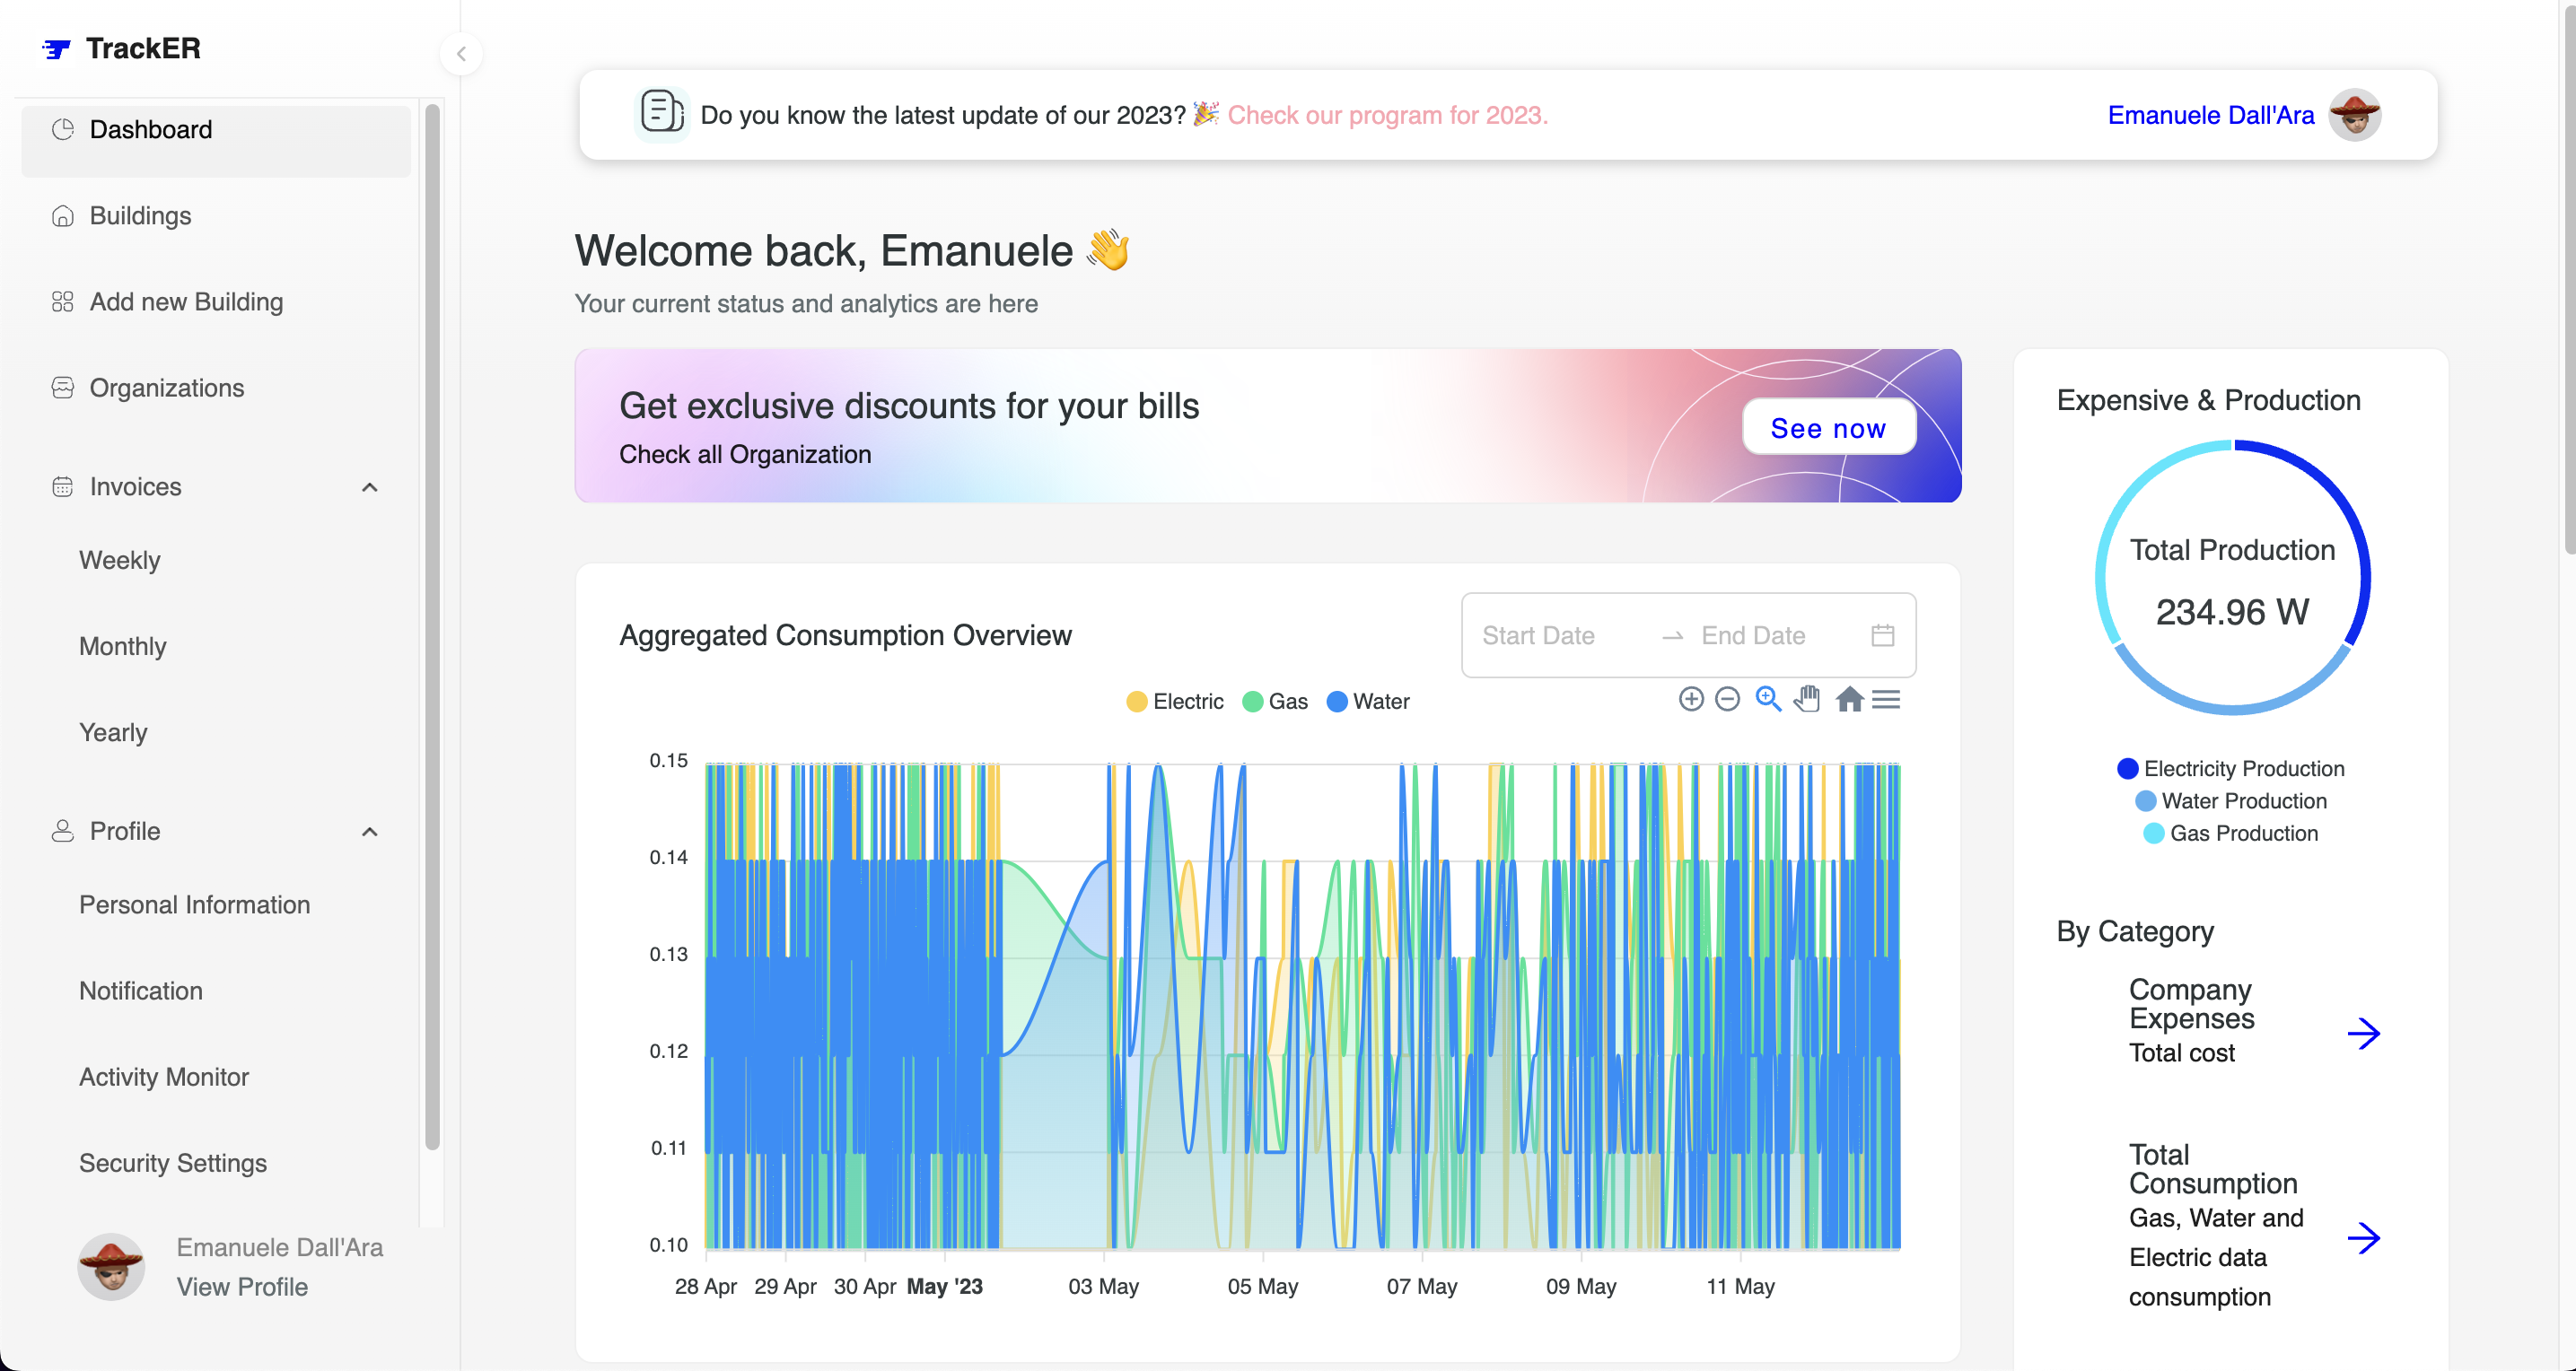 TrackER
Dashboard
Buildings
Add new Building
Organizations
Invoices
Weekly
Monthly
Yearly
Profile
Personal Information
Notification
Activity Monitor
Security Settings
Emanuele Dall'Ara
View Profile
Do you know the latest update of our 2023? 🎉 Check our program for 2023.
Emanuele Dall'Ara
Welcome back, Emanuele 👋
Your current status and analytics are here
Get exclusive discounts for your bills
Check all Organization
See now
Aggregated Consumption Overview
Start Date
End Date
Electric Gas Water
0.15
0.14
0.13
0.12
0.11
0.10
28 Apr 29 Apr 30 Apr May '23 03 May 05 May 07 May 09 May 11 May
Expensive & Production
Total Production
234.96 W
Electricity Production
Water Production
Gas Production
By Category
Company
Expenses
Total cost
Total
Consumption
Gas, Water and
Electric data
consumption